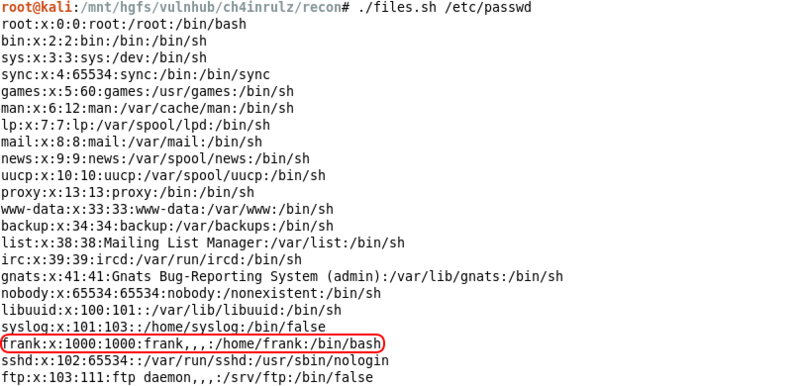 root@kali:/mnt/hgfs/vulnhub/ch4inrulz/recon# ./files.sh /etc/passwd
root:x:0:0:root:/root:/bin/bash
bin:x:2:2:bin:/bin:/bin/sh
sys:x:3:3:sys:/dev:/bin/sh
sync:x:4:65534:sync:/bin:/bin/sync
games:x:5:60:games:/usr/games:/bin/sh
man:x:6:12:man:/var/cache/man:/bin/sh
lp:x:7:7:lp:/var/spool/lpd:/bin/sh
mail:x:8:8:mail:/var/mail:/bin/sh
news:x:9:9:news:/var/spool/news:/bin/sh
uucp:x:10:10:uucp:/var/spool/uucp:/bin/sh
proxy:x:13:13:proxy:/bin:/bin/sh
www-data:x:33:33:www-data:/var/www:/bin/sh
backup:x:34:34:backup:/var/backups:/bin/sh
list:x:38:38:Mailing List Manager:/var/list:/bin/sh
irc:x:39:39:ircd:/var/run/ircd:/bin/sh
gnats:x:41:41:Gnats Bug-Reporting System (admin):/var/lib/gnats:/bin/sh
nobody:x:65534:65534:nobody:/nonexistent:/bin/sh
libuuid:x:100:101::/var/lib/libuuid:/bin/sh
syslog:x:101:103::/home/syslog:/bin/false
frank:x:1000:1000:frank,,,:/home/frank:/bin/bash
sshd:x:102:65534::/var/run/sshd:/usr/sbin/nologin
ftp:x:103:111:ftp daemon,,,:/srv/ftp:/bin/false